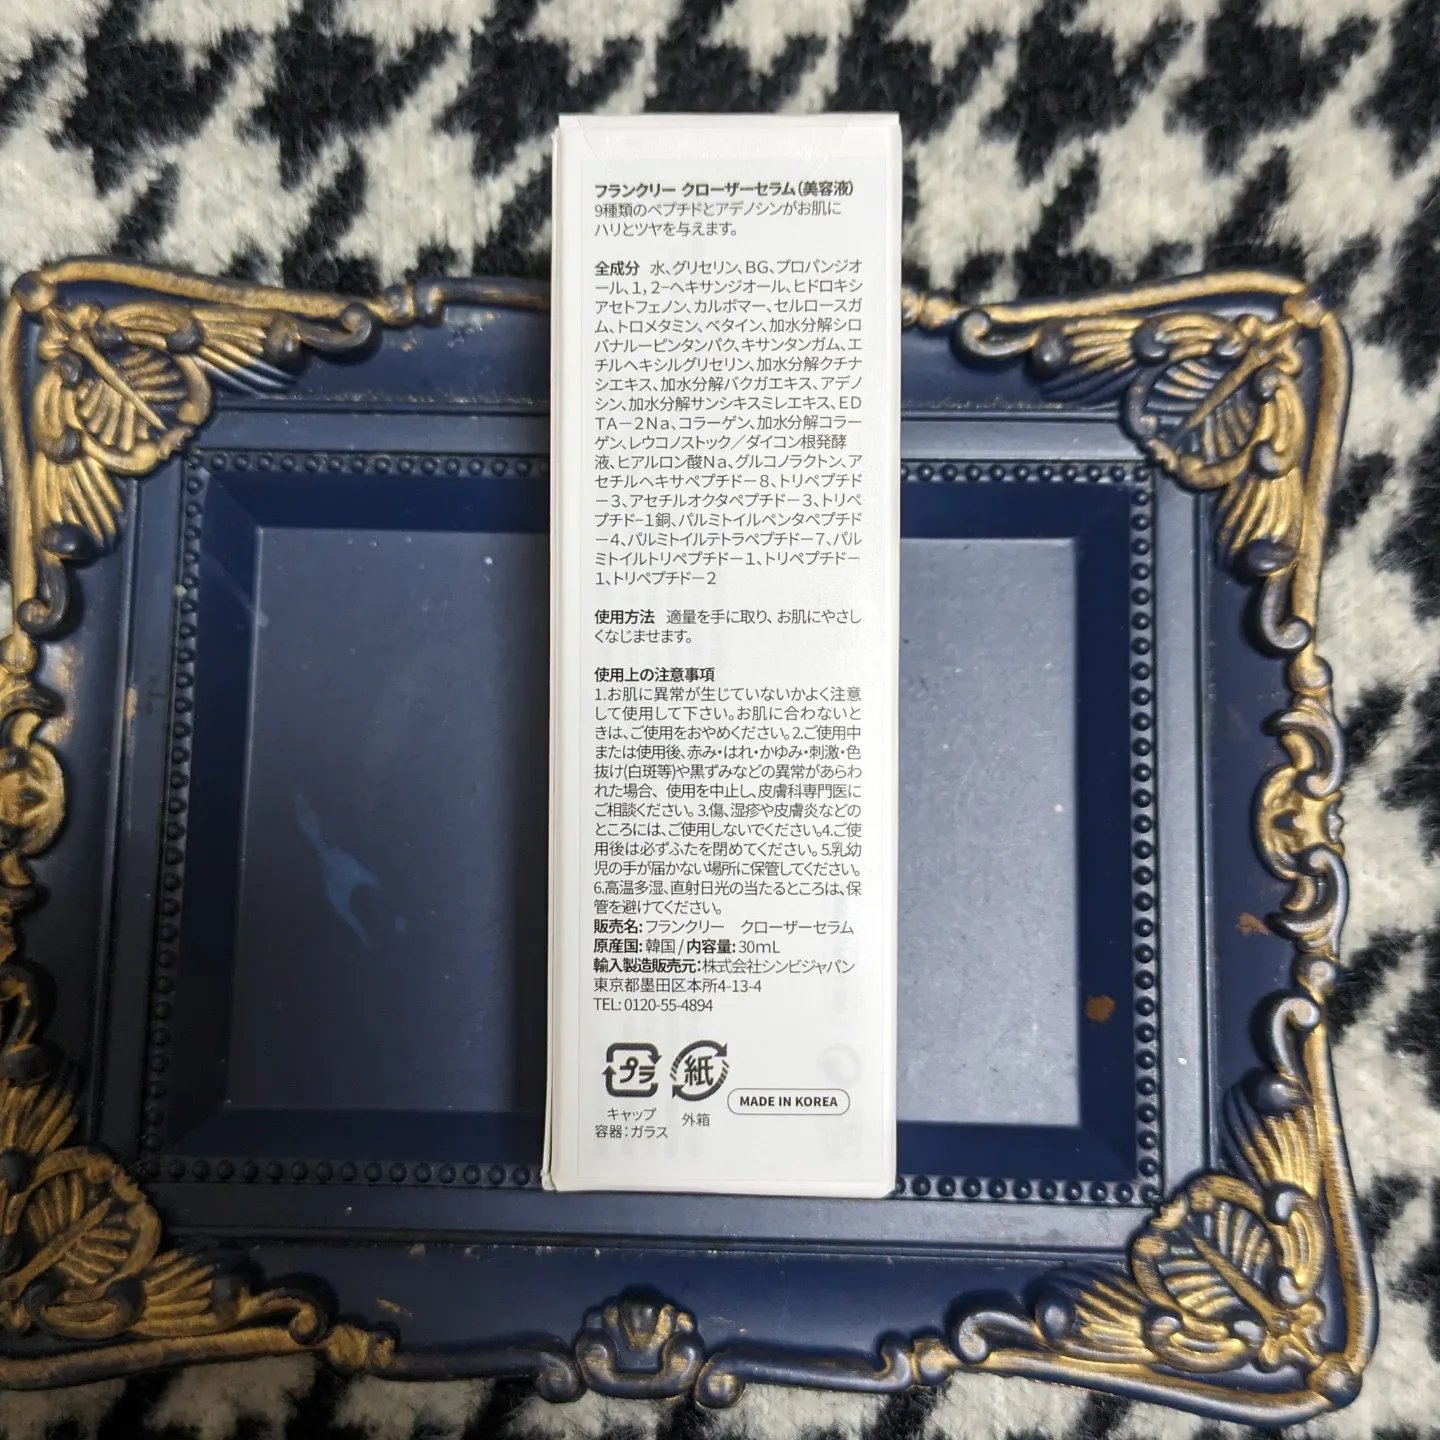 フランクリー クローザーセラム(美容液)
9種類のペプチドとアデノシンがお肌に
ハリとツヤを与えます。
全成分 水、グリセリン、BG、プロパンジオ
ール、1，2−ヘキサンジオール、ヒドロキシ
アセトフェノン、カルボマー、セルロースガ
ム、トロメタミン、ベタイン、加水分解シロ
バナルーピンタンパク、キサンタンガム、エ
チルヘキシルグリセリン、加水分解クチナ
シエキス、加水分解バクガエキス、アデノ
シン、加水分解サンシキスミレエキス、ED
TA−2Na、コラーゲン、加水分解コラー
ゲン、レウコノストック／ダイコン根発酵
液、ヒアルロン酸Na、グルコノラクトン、ア
セチルヘキサペプチド−8、トリペプチド
−3、アセチルオクタペプチド−3、トリペ
プチド−1銅、パルミトイルペンタペプチド
−4、パルミトイルテトラペプチド−7、パル
ミトイルトリペプチド−1、トリペプチド−
1、トリペプチド−2
使用方法 適量を手に取り、お肌にやさし
くなじませます。
使用上の注意事項
1.お肌に異常が生じていないかよく注意
して使用して下さい。お肌に合わないと
きは、ご使用をおやめください。2.ご使用中
または使用後、赤み・はれ・かゆみ・刺激・色
抜け(白斑等)や黒ずみなどの異常があらわ
れた場合、使用を中止し、皮膚科専門医に
ご相談ください。3.傷、湿疹や皮膚炎などの
ところには、ご使用しないでください。4.ご使
用後は必ずふたを閉めてください。5.乳幼
児の手が届かない場所に保管してください。
6.高温多湿、直射日光の当たるところは、保
管を避けてください。
販売名: フランクリー クローザーセラム
原産国: 韓国 / 内容量: 30mL
輸入製造販売元：株式会社シンビジャパン
東京都墨田区本所4-13-4
TEL: 0120-55-4894
プラ 紙
MADE IN KOREA
キャップ 外箱
容器：ガラス